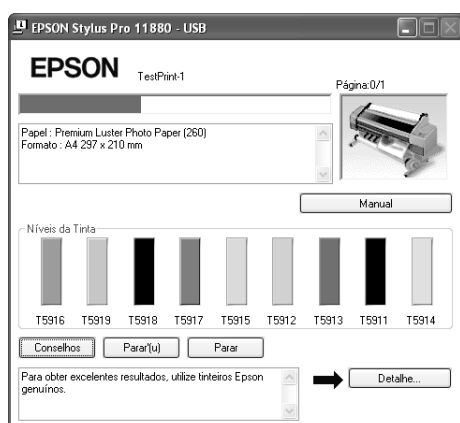 EPSON Stylus Pro 11880 - USB
EPSON
TestPrint-1
Página:0/1
Papel : Premium Luster Photo Paper (260)
Formato : A4 297 x 210 mm
Manual
Níveis da Tinta
T5916 T5919 T5918 T5917 T5915 T5912 T5913 T5911 T5914
Conselhos Parar'(u) Parar
Para obter excelentes resultados, utilize tinteiros Epson
genuínos.
Detalhe...